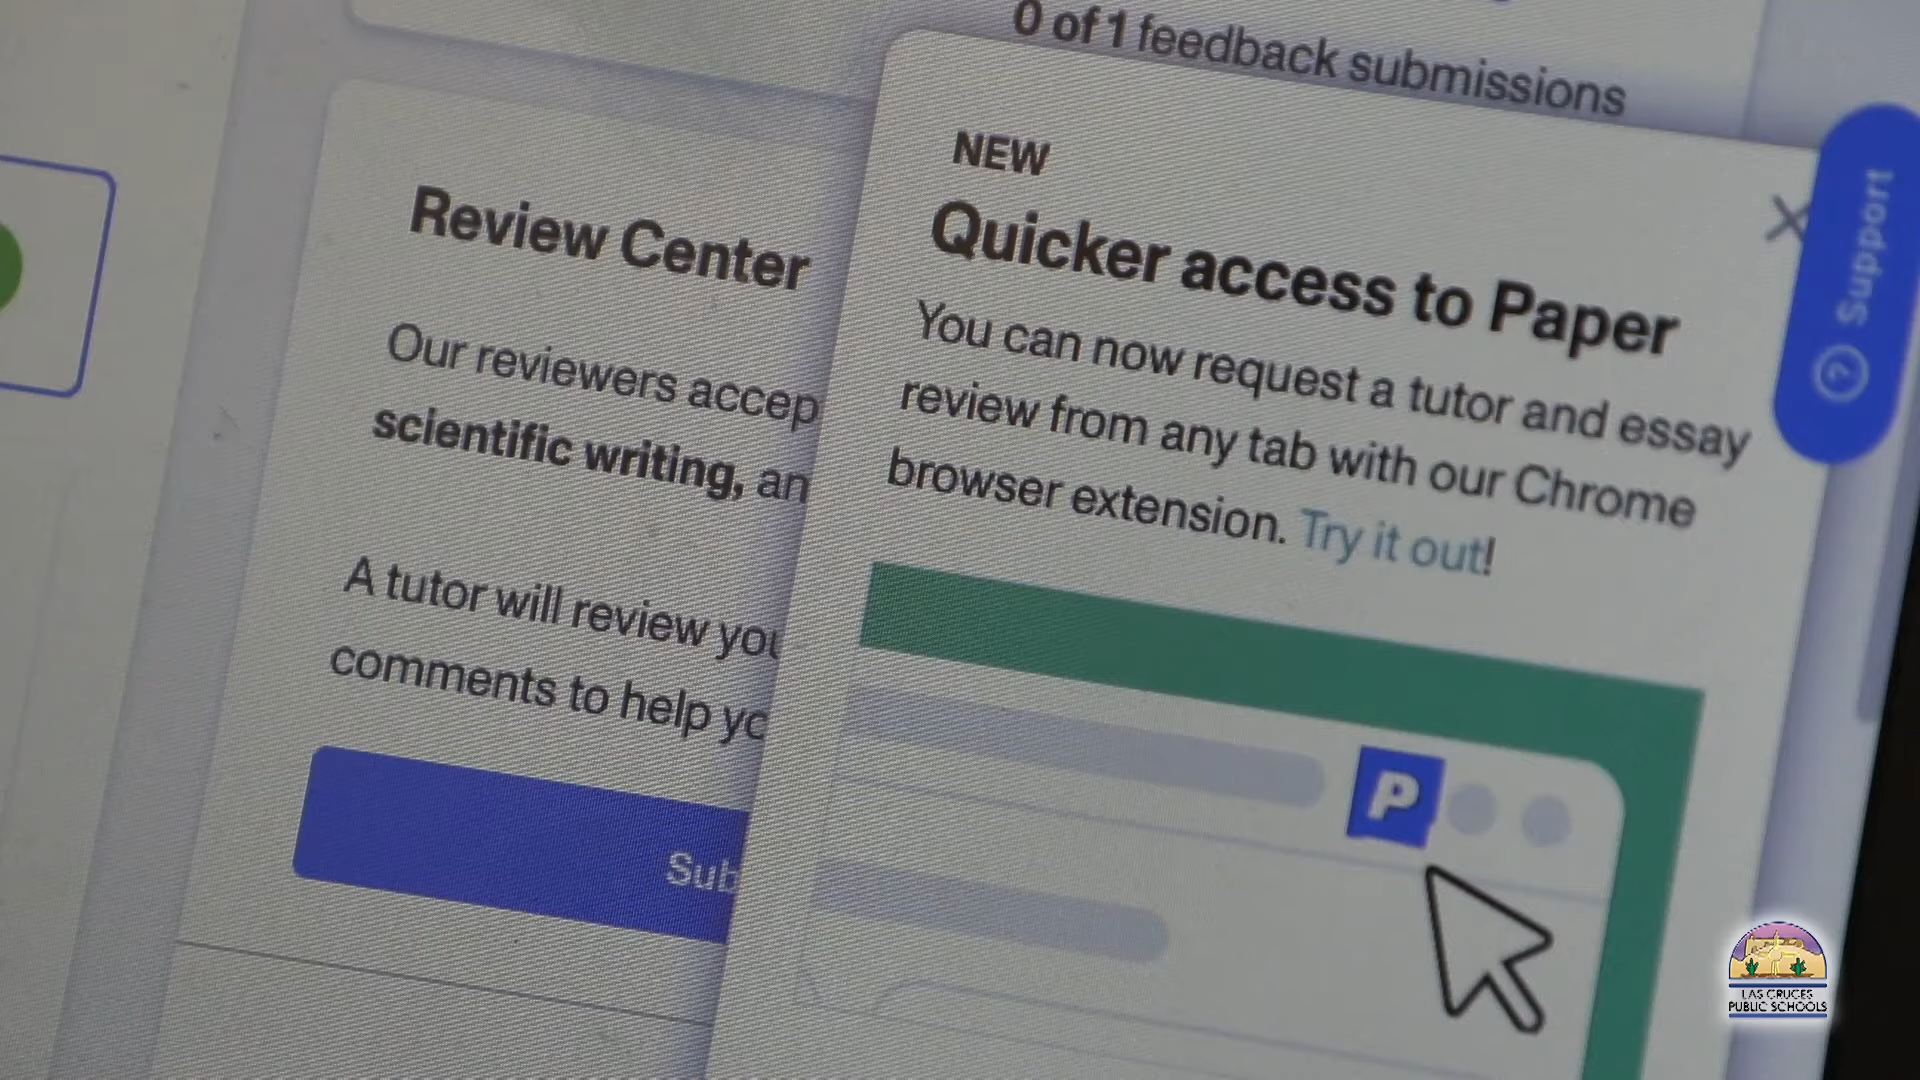 0 of 1 feedback submissions
NEW
Quicker access to Paper
You can now request a tutor and essay
review from any tab with our Chrome
browser extension. Try it out!
Support
Review Center
Our reviewers accep
scientific writing, an
A tutor will review you
comments to help yo
Sub
P
LAS CRUCES
PUBLIC SCHOOLS